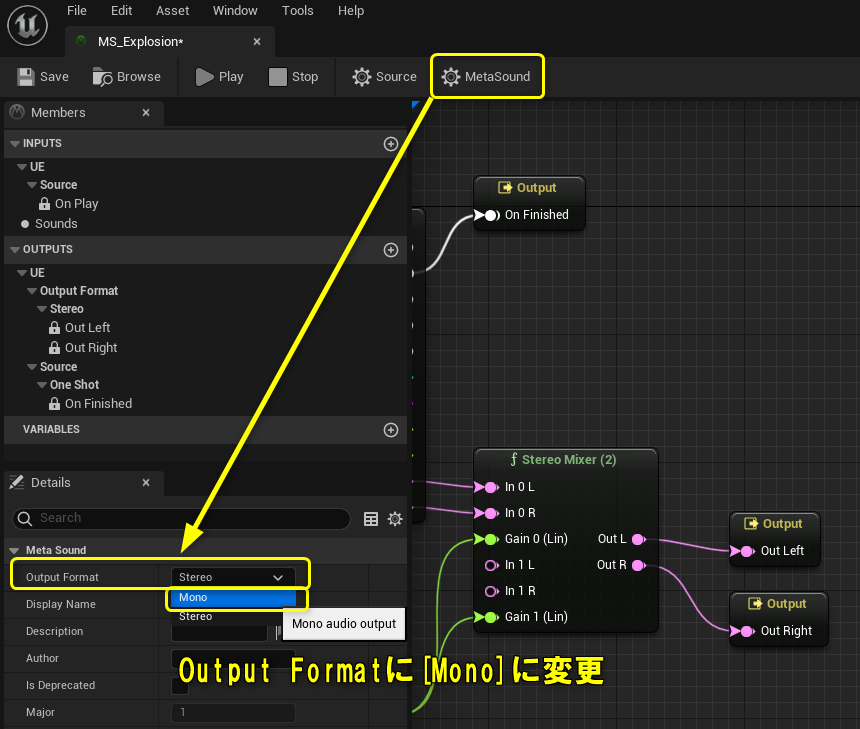 File Edit Asset Window Tools Help
MS_Explosion*
Save Browse Play Stop Source MetaSound
Members
INPUTS
UE
Source
On Play
Sounds
OUTPUTS
UE
Output Format
Stereo
Out Left
Out Right
Source
One Shot
On Finished
VARIABLES
Details
Search
Meta Sound
Output Format Stereo
Mono
Display Name
Stereo
Mono audio output
Description
Author
Is Deprecated
Major 1
Output Formatに[Mono]に変更
Output
On Finished
Stereo Mixer (2)
In 0 L
In 0 R
Gain 0 (Lin) Out L
In 1 L Out R
In 1 R
Gain 1 (Lin)
Output
Out Left
Output
Out Right